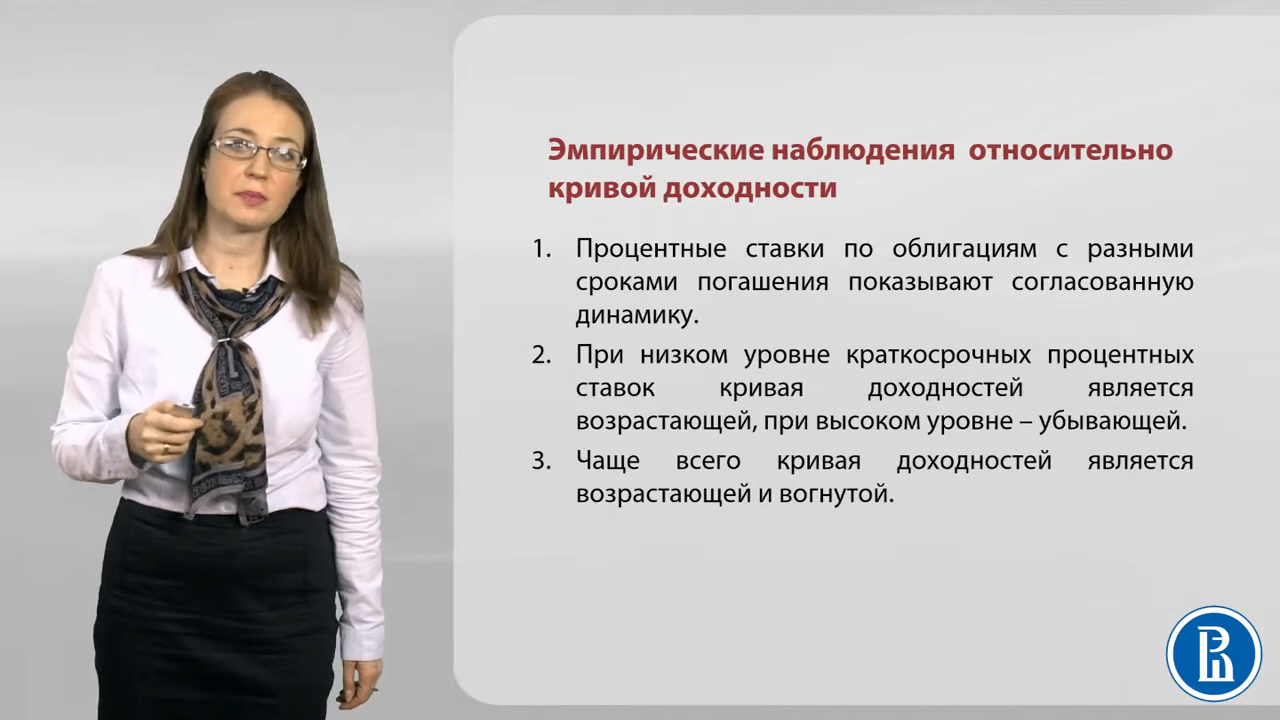 Эмпирические наблюдения относительно
кривой доходности
1. Процентные ставки по облигациям с разными
сроками погашения показывают согласованную
динамику.
2. При низком уровне краткосрочных процентных
ставок кривая доходностей является
возрастающей, при высоком уровне – убывающей.
3. Чаще всего кривая доходностей является
возрастающей и вогнутой.